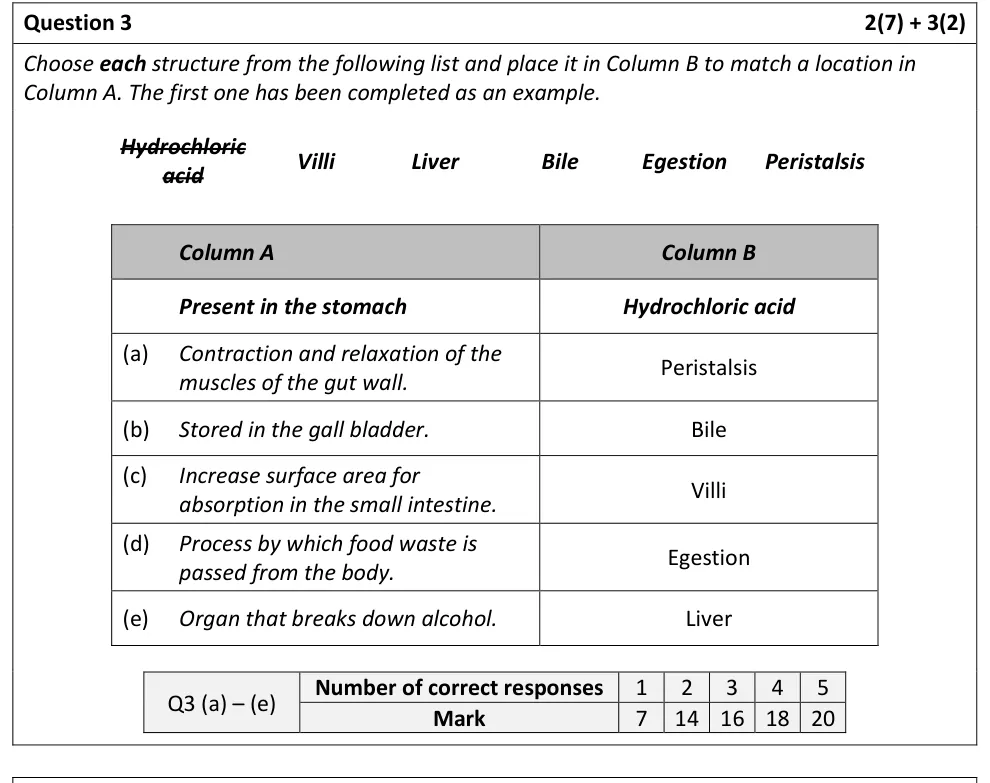 Question 3 2(7) + 3(2)
Choose each structure from the following list and place it in Column B to match a location in
Column A. The first one has been completed as an example.
Hydrochloric
acid Villi Liver Bile Egestion Peristalsis
Column A Column B
Present in the stomach Hydrochloric acid
(a) Contraction and relaxation of the
muscles of the gut wall. Peristalsis
(b) Stored in the gall bladder. Bile
(c) Increase surface area for
absorption in the small intestine. Villi
(d) Process by which food waste is
passed from the body. Egestion
(e) Organ that breaks down alcohol. Liver
Q3 (a) – (e) Number of correct responses 1 2 3 4 5
Mark 7 14 16 18 20